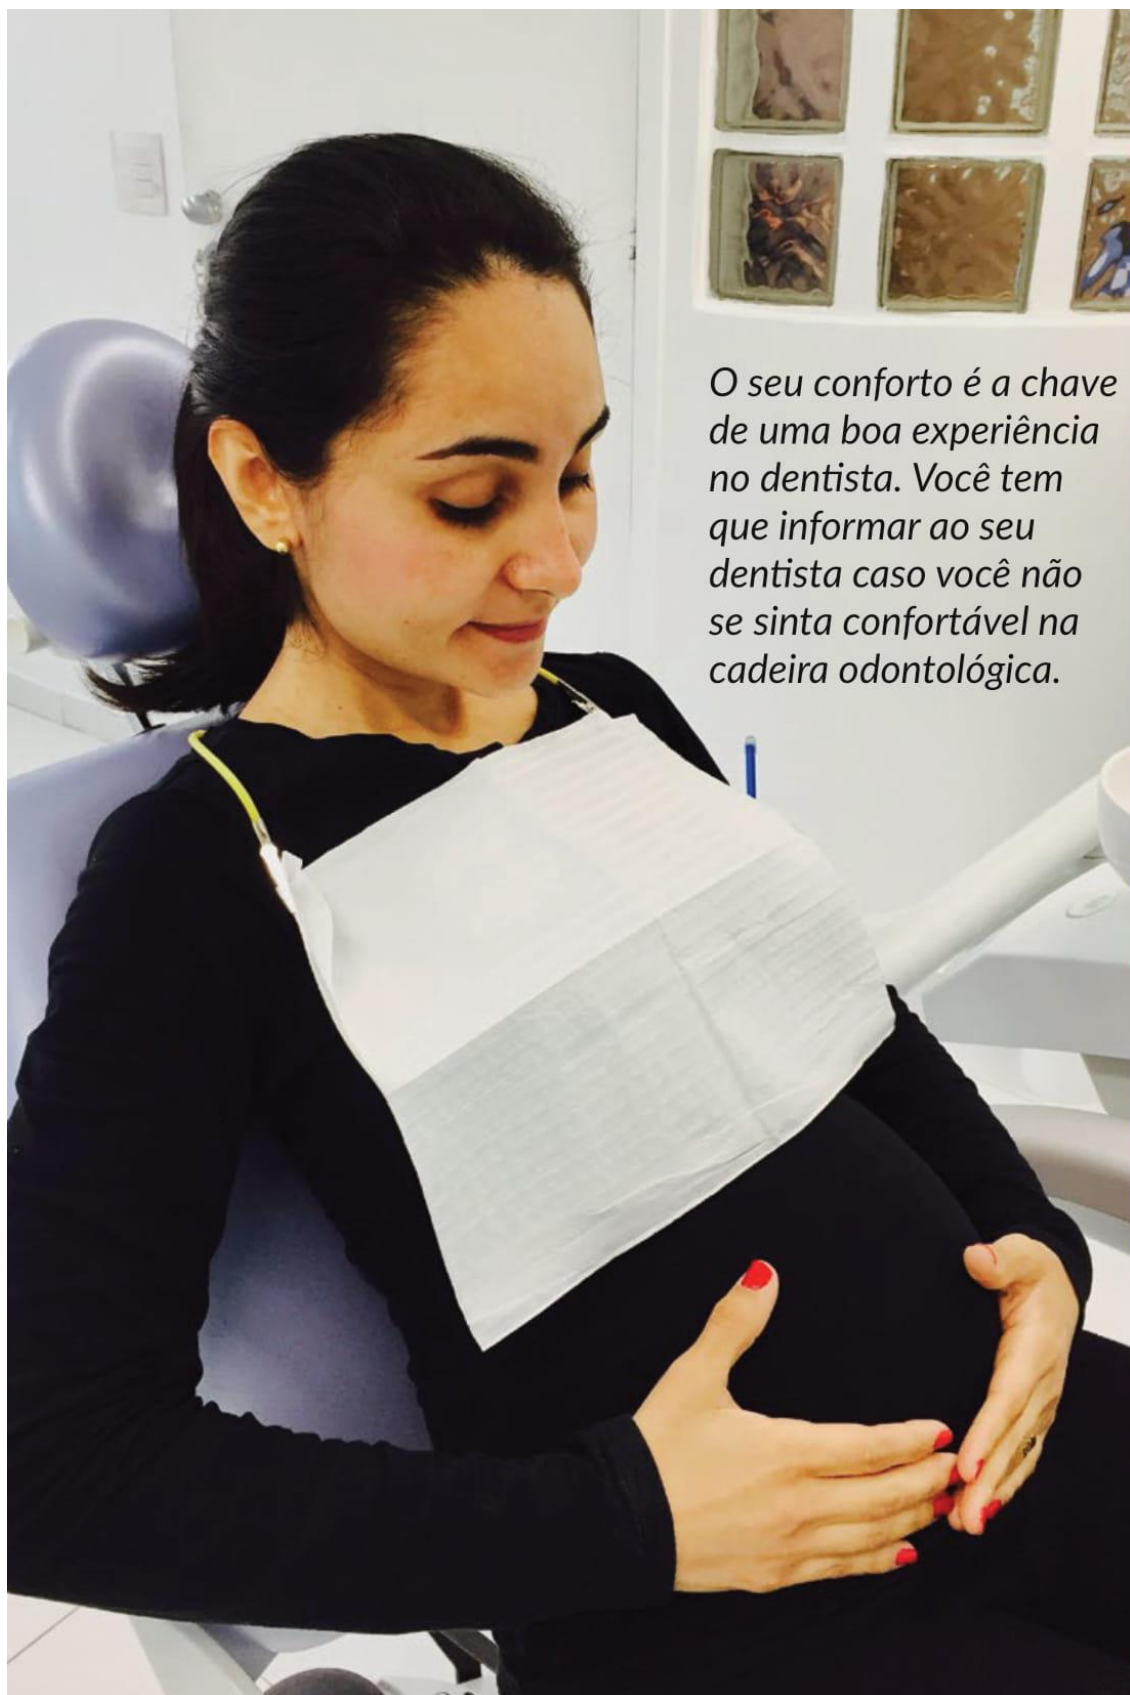 O seu conforto é a chave
de uma boa experiência
no dentista. Você tem
que informar ao seu
dentista caso você não
se sinta confortável na
cadeira odontológica.